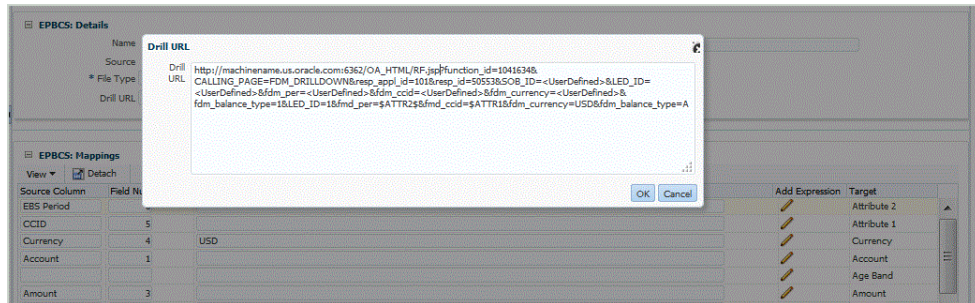 EPBCS: Details
Name
Source
* File Type
Drill URL
Drill URL
Drill URL
http://machinename.us.oracle.com:6362/OA_HTML/RF.jsp?function_id=1041634&
CALLING_PAGE=FDM_DRILLDOWN&resp_appl_id=101&resp_id=50553&SOB_ID=<UserDefined>&LED_ID=
<UserDefined>&fdm_per=<UserDefined>&fdm_ccid=<UserDefined>&fdm_currency=<UserDefined>&
fdm_balance_type=1&LED_ID=1&fmd_per=$ATTR2$&fmd_ccid=$ATTR1&fdm_currency=USD&fdm_balance_type=A
OK Cancel
EPBCS: Mappings
View Detach
Source Column Field Nu Add Expression Target
EBS Period Attribute 2
CCID 5 Attribute 1
Currency 4 USD Currency
Account 1 Account
Age Band
Amount 3 Amount